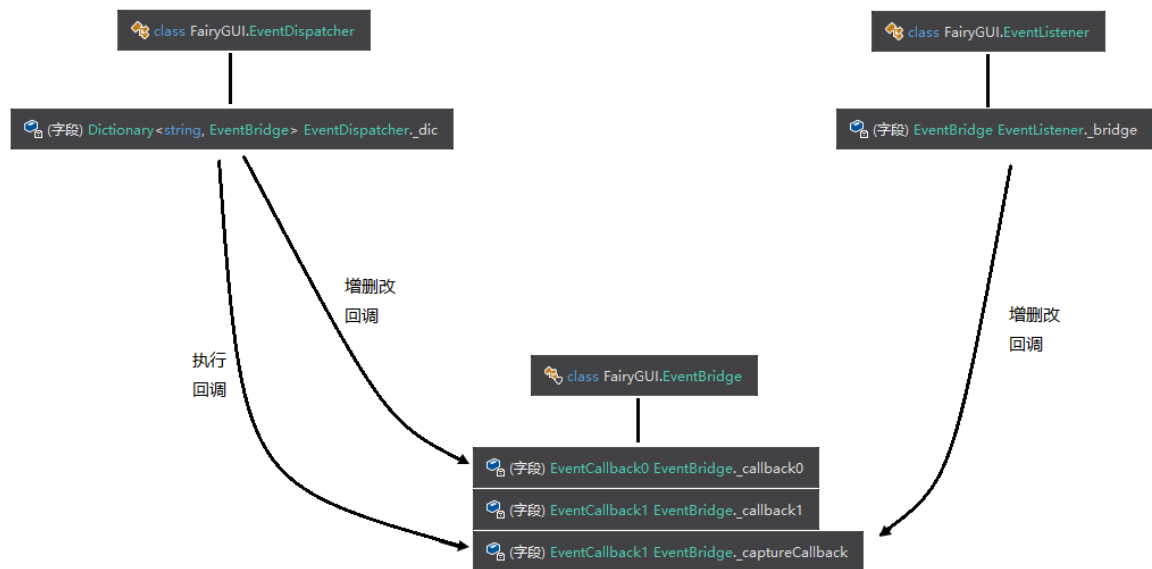 class FairyGUI.EventDispatcher
class FairyGUI.EventListener
(字段) Dictionary<string, EventBridge> EventDispatcher._dic
(字段) EventBridge EventListener._bridge
增删改
回调
增删改
回调
执行
回调
class FairyGUI.EventBridge
(字段) EventCallback0 EventBridge._callback0
(字段) EventCallback1 EventBridge._callback1
(字段) EventCallback1 EventBridge._captureCallback